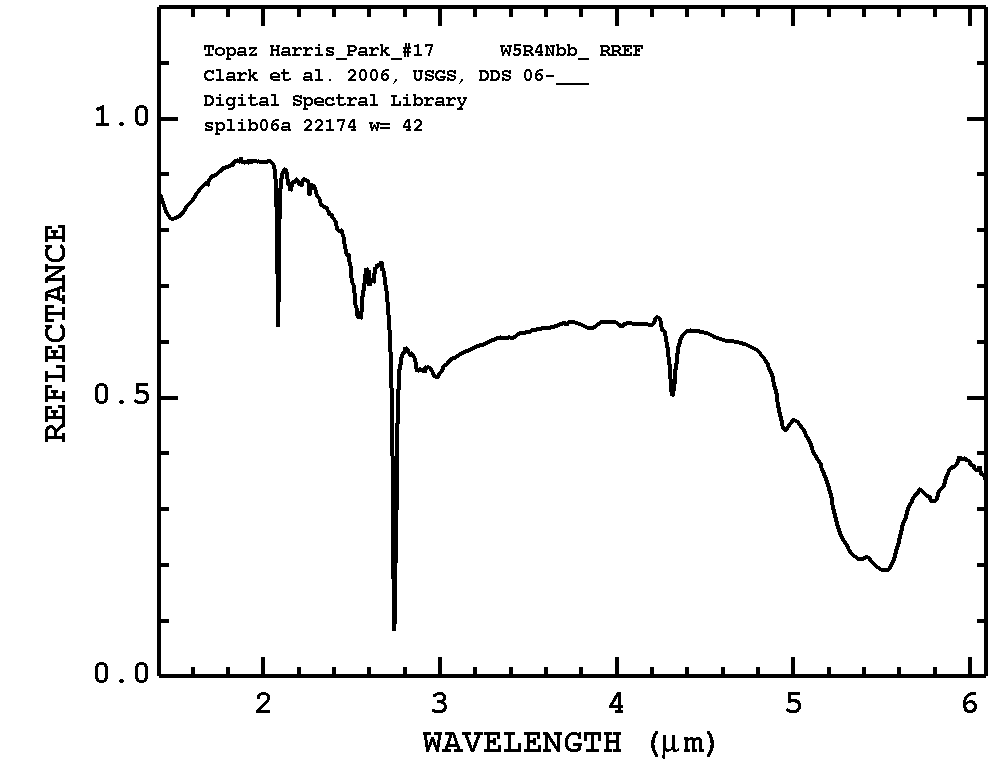 Topaz Harris_Park_#17 W5R4Nbb_ RREF
Clark et al. 2006, USGS, DDS 06-___
Digital Spectral Library
splib06a 22174 w= 42
1.0
0.5
0.0
REFLECTANCE
2 3 4 5 6
WAVELENGTH (μm)